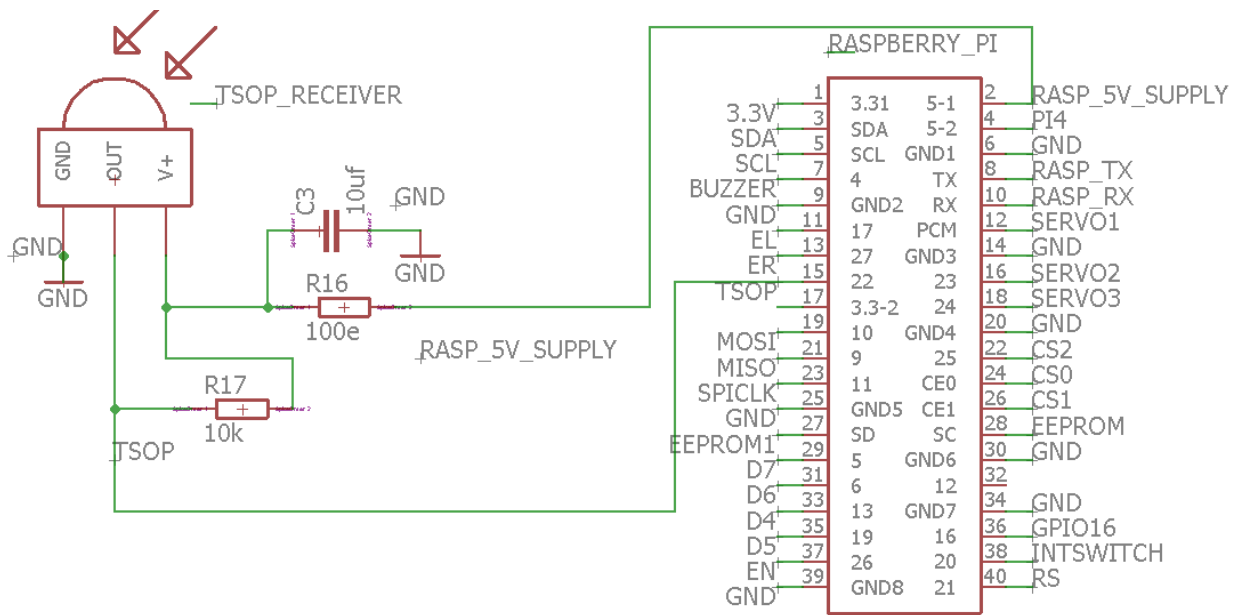 TSOP_RECEIVER
GND
OUT
V+
GND
GND
C3
10uf
GND
GND
R16
100e
RASP_5V_SUPPLY
R17
10k
TSOP
RASPBERRY_PI
1 3.31 5-1 2 RASP_5V_SUPPLY
3.3V 3 SDA 5-2 4 PI4
SDA 5 SCL GND1 6 GND
SCL 7 4 TX 8 RASP_TX
BUZZER 9 GND2 RX 10 RASP_RX
GND 11 17 PCM 12 SERVO1
EL 13 27 GND3 14 GND
ER 15 22 23 16 SERVO2
TSOP 17 3.3-2 24 18 SERVO3
19 10 GND4 20 GND
MOSI 21 9 25 22 CS2
MISO 23 11 CE0 24 CS0
SPICLK 25 GND5 CE1 26 CS1
GND 27 SD SC 28 EEPROM
EEPROM1 29 5 GND6 30 GND
D7 31 6 12 32
D6 33 13 GND7 34 GND
D4 35 19 16 36 GPIO16
D5 37 26 20 38 INTSWITCH
EN 39 GND8 21 40 RS
GND